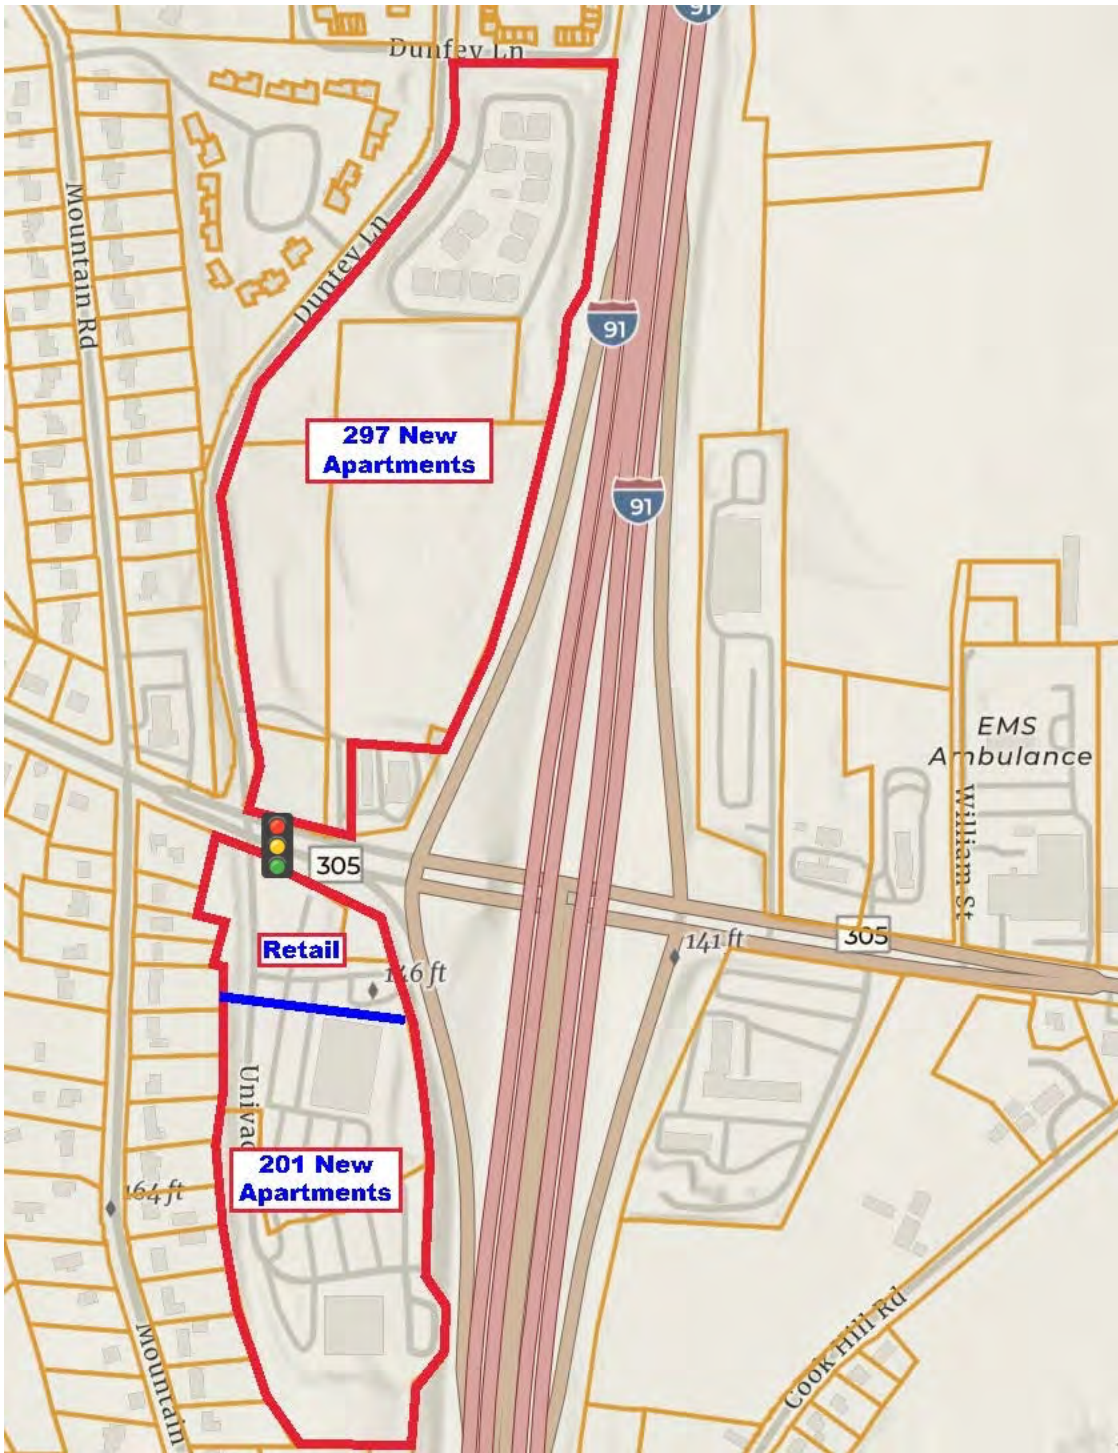 91
Dunfey Ln
Mountain Rd
Dunfey Ln
91
297 New
Apartments
91
EMS
Ambulance
William St
305
305
Retail
141 ft
146 ft
Univac
201 New
Apartments
164 ft
Cook Hill Rd
Mountain